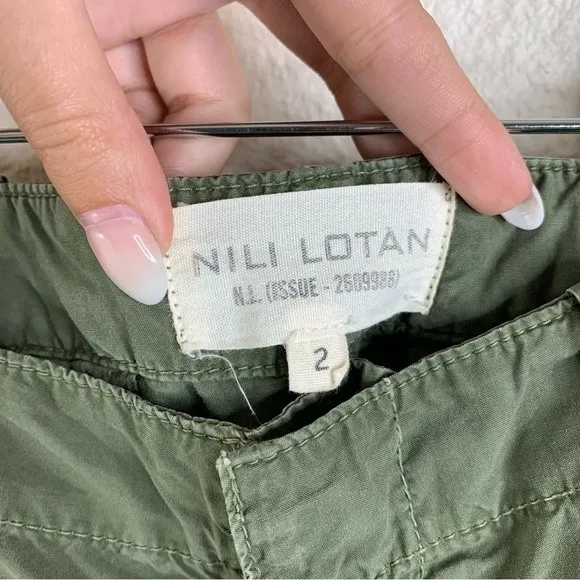 NILI LOTAN
N.L. (ISSUE - 2609988)
2